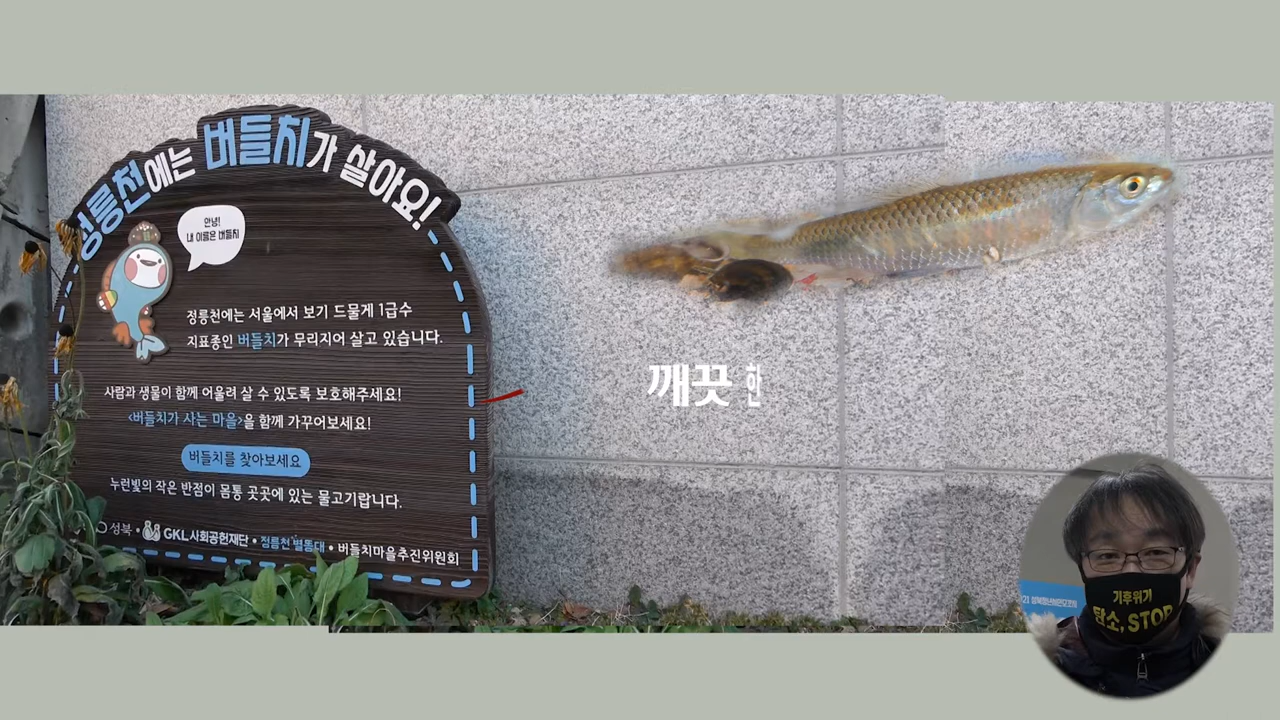 정릉천에는 버들치가 살아요!
안녕!
내 이름은 버들치
정릉천에는 서울에서 보기 드물게 1급수
지표종인 버들치가 무리지어 살고 있습니다.
사람과 생물이 함께 어울려 살 수 있도록 보호해주세요!
<버들치가 사는 마을>을 함께 가꾸어보세요!
버들치를 찾아보세요
누런빛의 작은 반점이 몸통 곳곳에 있는 물고기랍니다.
성북 • GKL사회공헌재단 • 정릉천 별똥대 • 버들치마을추진위원회
깨끗 한
기후위기
탄소, STOP